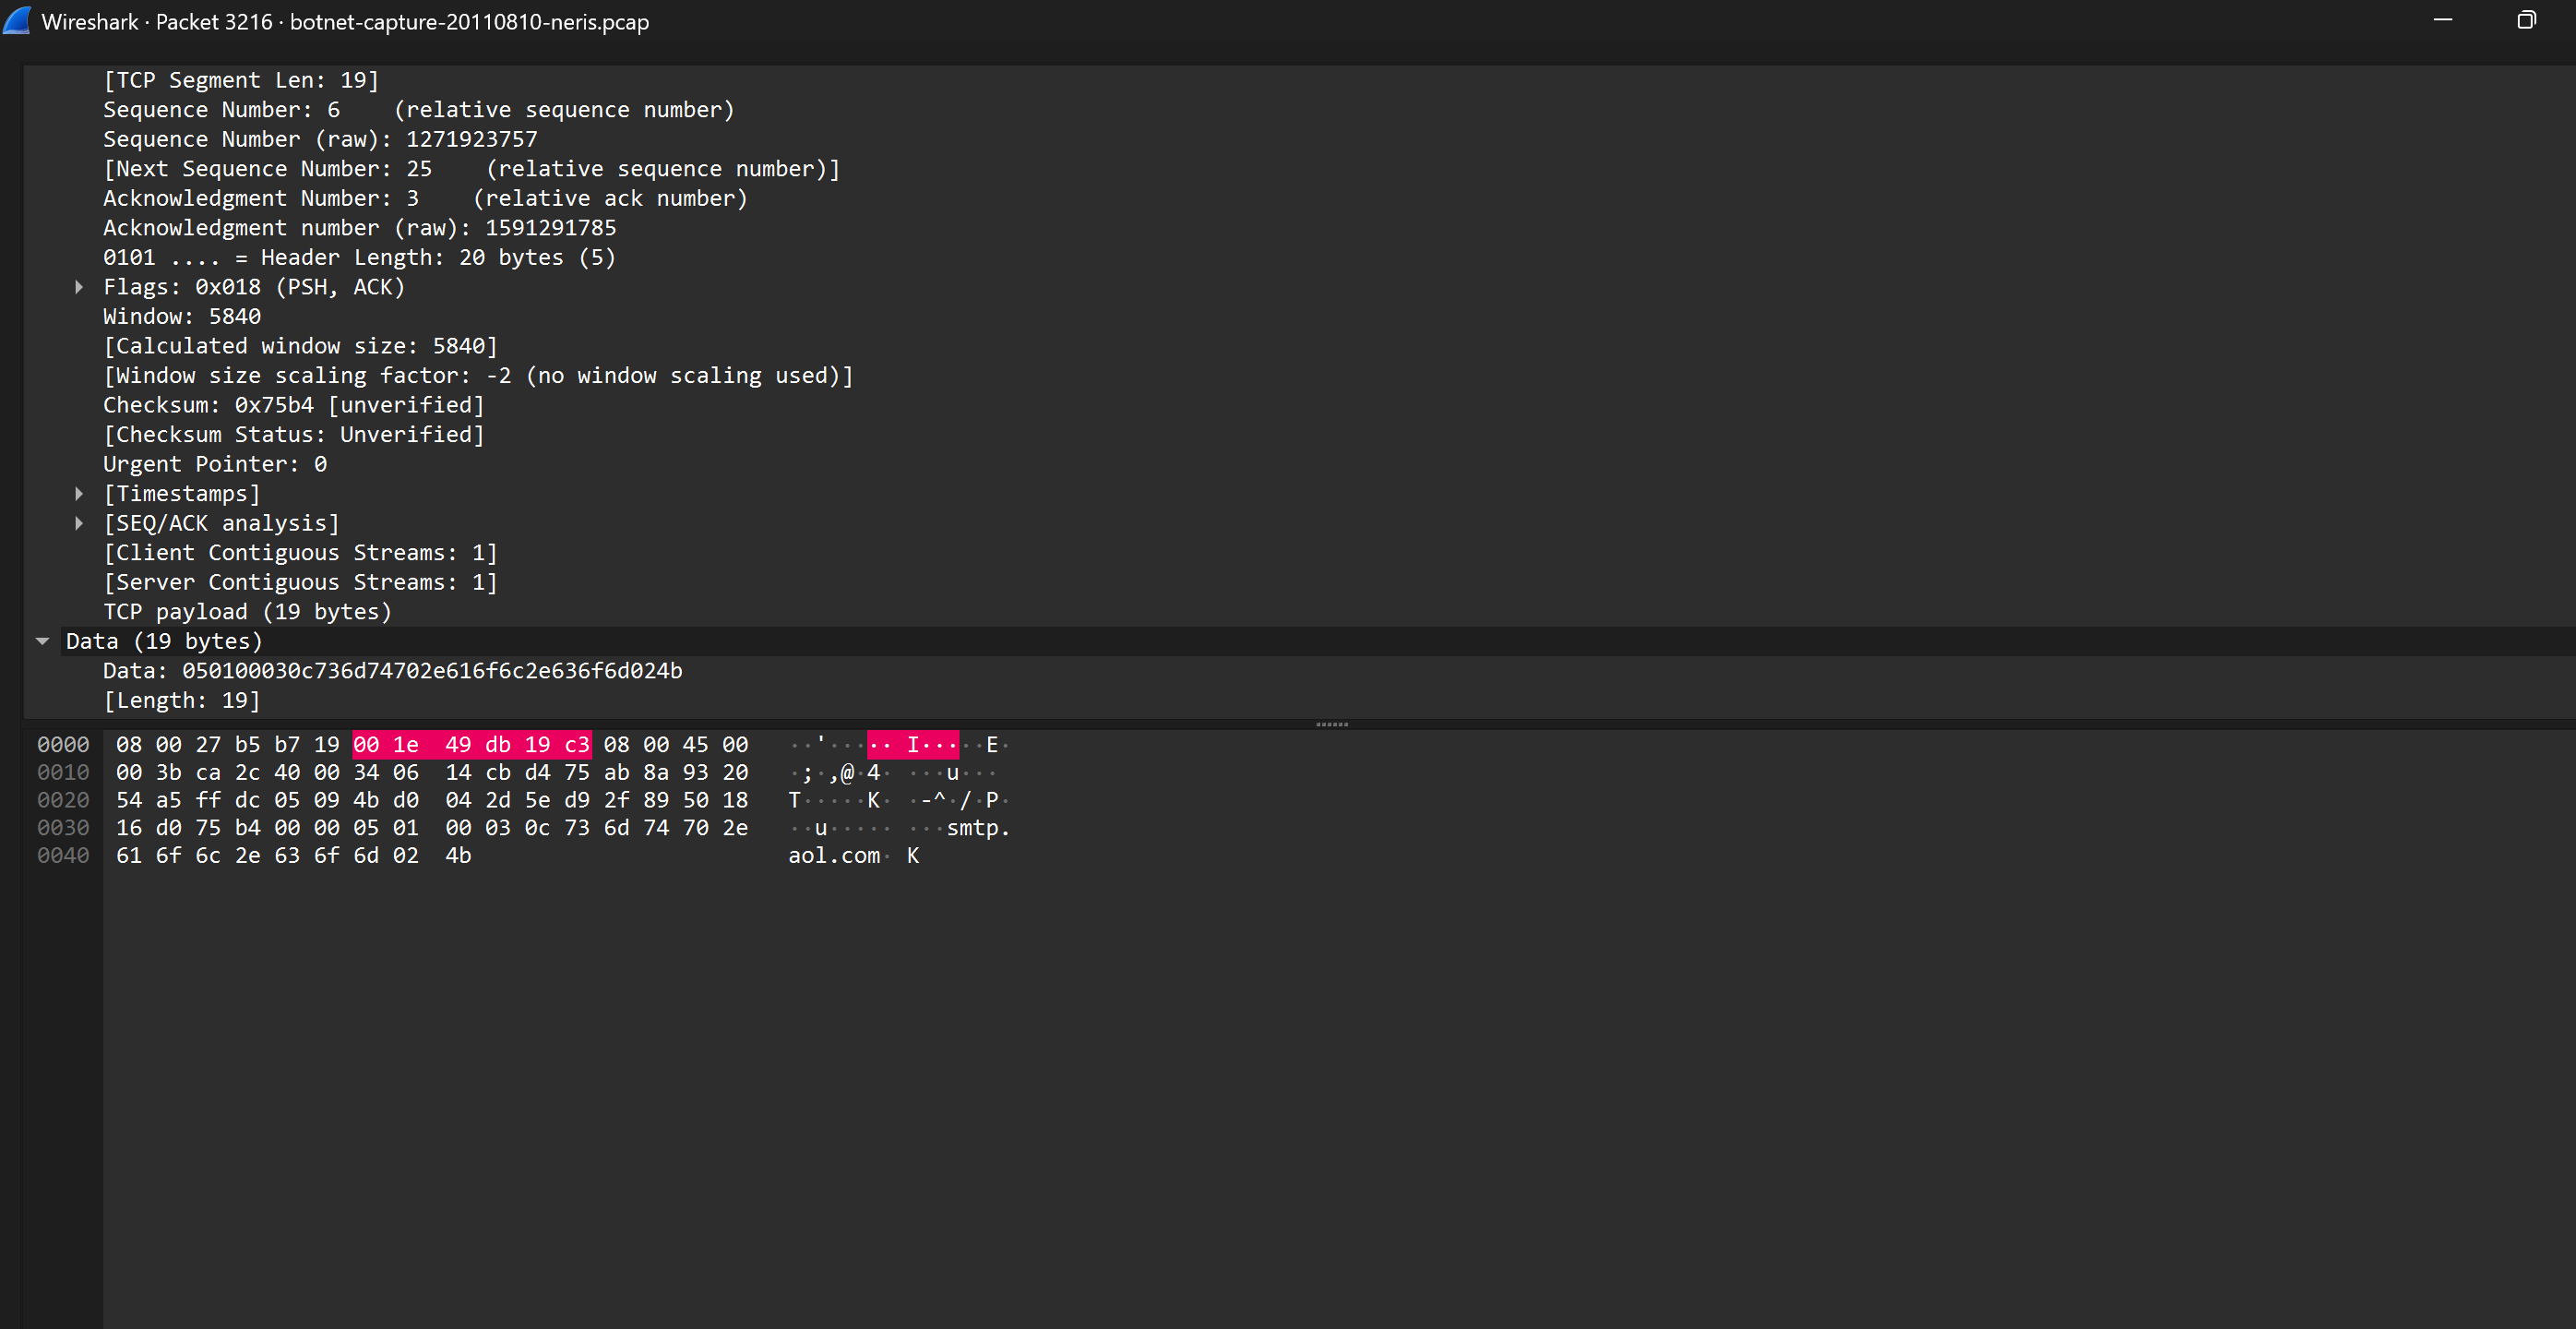 Wireshark · Packet 3216 · botnet-capture-20110810-neris.pcap
[TCP Segment Len: 19]
Sequence Number: 6    (relative sequence number)
Sequence Number (raw): 1271923757
[Next Sequence Number: 25    (relative sequence number)]
Acknowledgment Number: 3    (relative ack number)
Acknowledgment number (raw): 1591291785
0101 .... = Header Length: 20 bytes (5)
Flags: 0x018 (PSH, ACK)
Window: 5840
[Calculated window size: 5840]
[Window size scaling factor: -2 (no window scaling used)]
Checksum: 0x75b4 [unverified]
[Checksum Status: Unverified]
Urgent Pointer: 0
[Timestamps]
[SEQ/ACK analysis]
[Client Contiguous Streams: 1]
[Server Contiguous Streams: 1]
TCP payload (19 bytes)
Data (19 bytes)
Data: 050100030c736d74702e616f6c2e636f6d024b
[Length: 19]
0000 08 00 27 b5 b7 19 00 1e 49 db 19 c3 08 00 45 00 ··'····· I·····E·
0010 00 3b ca 2c 40 00 34 06 14 cb d4 75 ab 8a 93 20 ·;·,@·4· ···u···
0020 54 a5 ff dc 05 09 4b d0 04 2d 5e d9 2f 89 50 18 T·····K· ·-^·/·P·
0030 16 d0 75 b4 00 00 05 01 00 03 0c 73 6d 74 70 2e ··u····· ···smtp.
0040 61 6f 6c 2e 63 6f 6d 02 4b aol.com· K